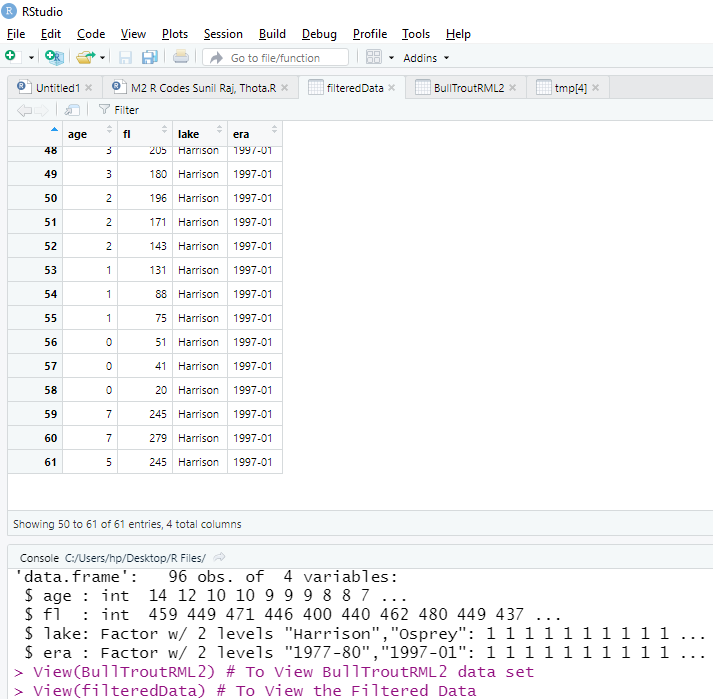 RStudio
File Edit Code View Plots Session Build Debug Profile Tools Help
Go to file/function Addins
Untitled1 M2 R Codes Sunil Raj, Thota.R filteredData BullTroutRML2 tmp[4]
Filter
age fl lake era
48 3 205 Harrison 1997-01
49 3 180 Harrison 1997-01
50 2 196 Harrison 1997-01
51 2 171 Harrison 1997-01
52 2 143 Harrison 1997-01
53 1 131 Harrison 1997-01
54 1 88 Harrison 1997-01
55 1 75 Harrison 1997-01
56 0 51 Harrison 1997-01
57 0 41 Harrison 1997-01
58 0 20 Harrison 1997-01
59 7 245 Harrison 1997-01
60 7 279 Harrison 1997-01
61 5 245 Harrison 1997-01
Showing 50 to 61 of 61 entries, 4 total columns
Console C:/Users/hp/Desktop/R Files/
'data.frame': 96 obs. of 4 variables:
$ age : int 14 12 10 10 9 9 9 8 8 7 ...
$ fl : int 459 449 471 446 400 440 462 480 449 437 ...
$ lake: Factor w/ 2 levels "Harrison","Osprey": 1 1 1 1 1 1 1 1 1 1 ...
$ era : Factor w/ 2 levels "1977-80","1997-01": 1 1 1 1 1 1 1 1 1 1 ...
> View(BullTroutRML2) # To View BullTroutRML2 data set
> View(filteredData) # To View the Filtered Data